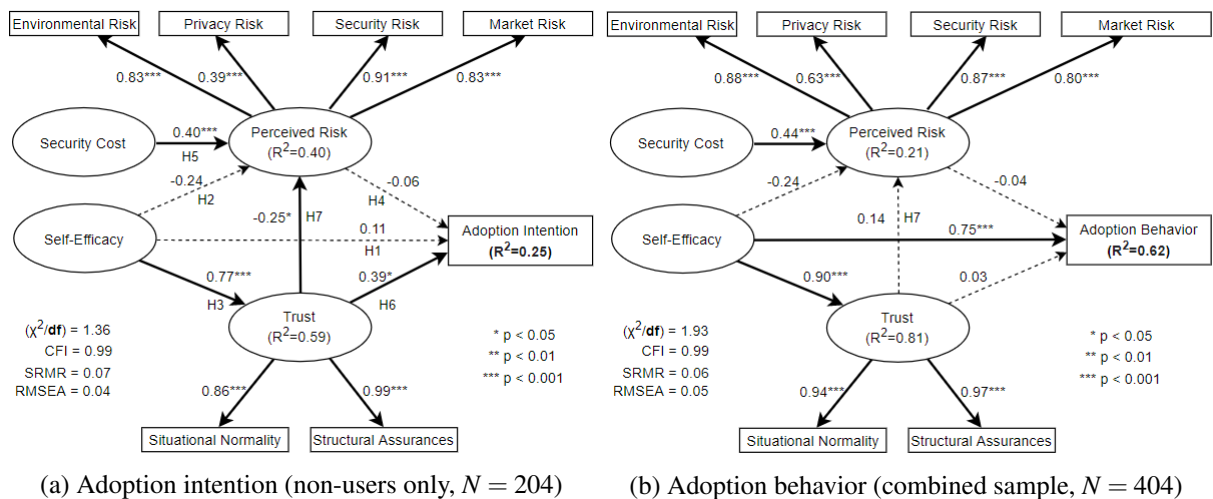 Environmental Risk
Privacy Risk
Security Risk
Market Risk
0.83***
0.39***
0.91***
0.83***
Security Cost
0.40***
H5
Perceived Risk
(R²=0.40)
-0.24
H2
-0.25*
H7
-0.06
H4
Self-Efficacy
0.11
H1
Adoption Intention
(R²=0.25)
0.77***
H3
0.39*
H6
Trust
(R²=0.59)
(χ²/df) = 1.36
CFI = 0.99
SRMR = 0.07
RMSEA = 0.04
* p < 0.05
** p < 0.01
*** p < 0.001
0.86***
0.99***
Situational Normality
Structural Assurances
(a) Adoption intention (non-users only, N = 204)
Environmental Risk
Privacy Risk
Security Risk
Market Risk
0.88***
0.63***
0.87***
0.80***
Security Cost
0.44***
Perceived Risk
(R²=0.21)
-0.24
0.14
H7
-0.04
Self-Efficacy
0.75***
Adoption Behavior
(R²=0.62)
0.90***
0.03
Trust
(R²=0.81)
(χ²/df) = 1.93
CFI = 0.99
SRMR = 0.06
RMSEA = 0.05
* p < 0.05
** p < 0.01
*** p < 0.001
0.94***
0.97***
Situational Normality
Structural Assurances
(b) Adoption behavior (combined sample, N = 404)